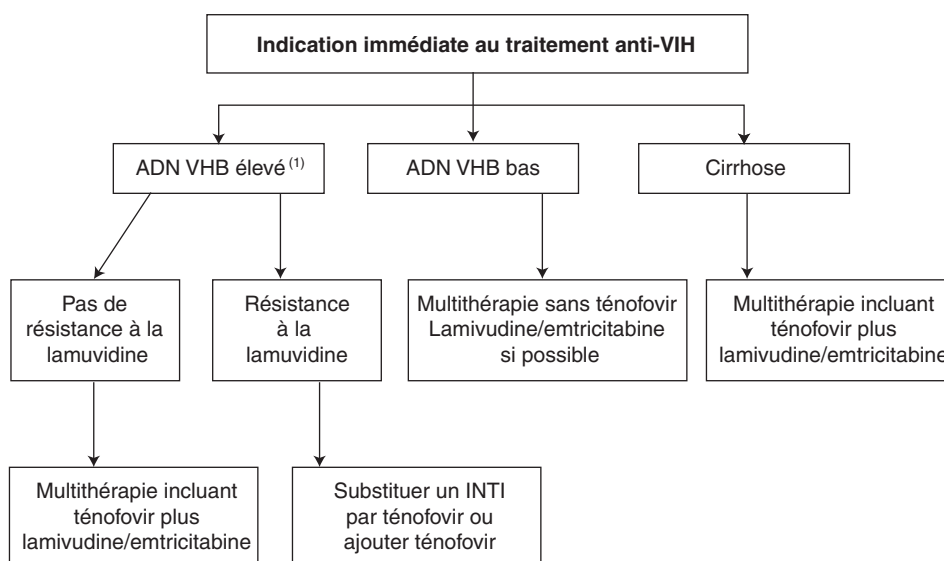 Indication immédiate au traitement anti-VIH
ADN VHB élevé (1)
ADN VHB bas
Cirrhose
Pas de
résistance à la
lamuvidine
Résistance
à la
lamuvidine
Multithérapie sans ténofovir
Lamivudine/emtricitabine
si possible
Multithérapie incluant
ténofovir plus
lamivudine/emtricitabine
Multithérapie incluant
ténofovir plus
lamivudine/emtricitabine
Substituer un INTI
par ténofovir ou
ajouter ténofovir